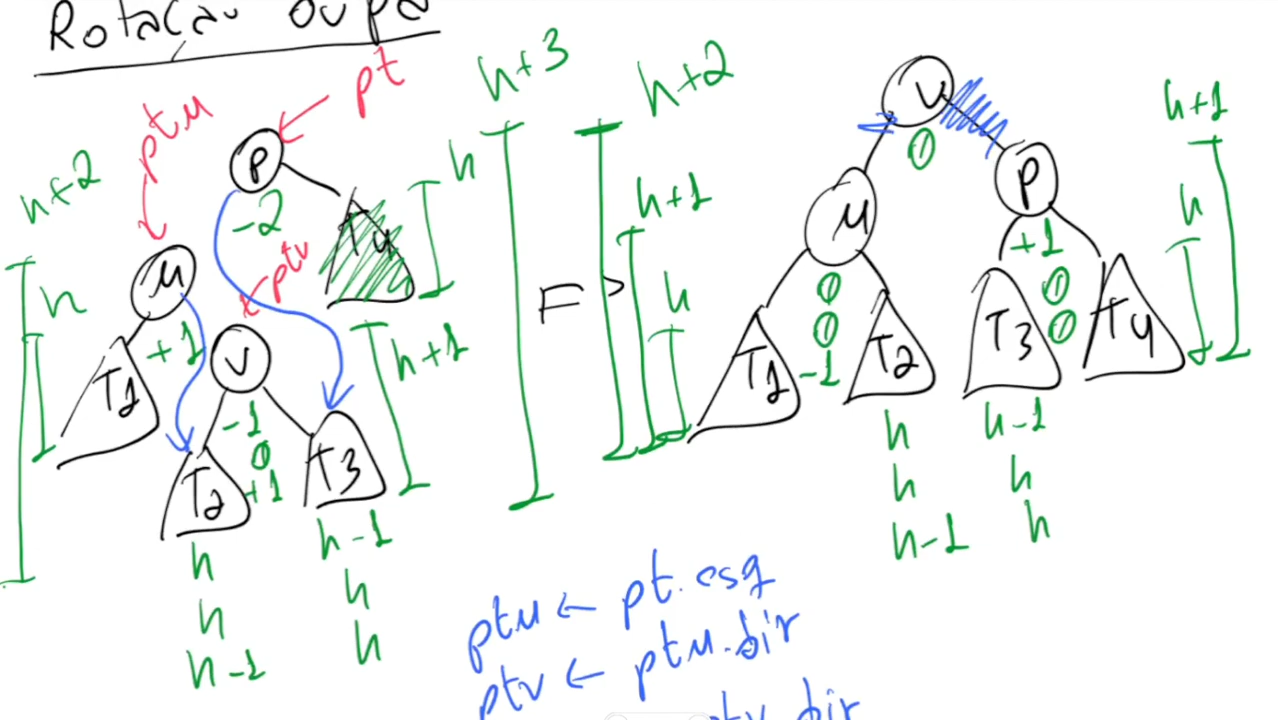 Rotação dupla
pt
ptu
h+3
h+2
h+1
h+2
h
p
-2
T4
h
u
+1
T1
ptv
v
-1
0
+1
h+1
T2
T3
h
h-1
h
h
h-1
h
h+1
h
v
0
u
0
0
-1
p
+1
0
0
h
T1
T2
T3
T4
h
h-1
h
h
h-1
h
ptu ← pt.esq
ptv ← ptu.dir
ptv.dir